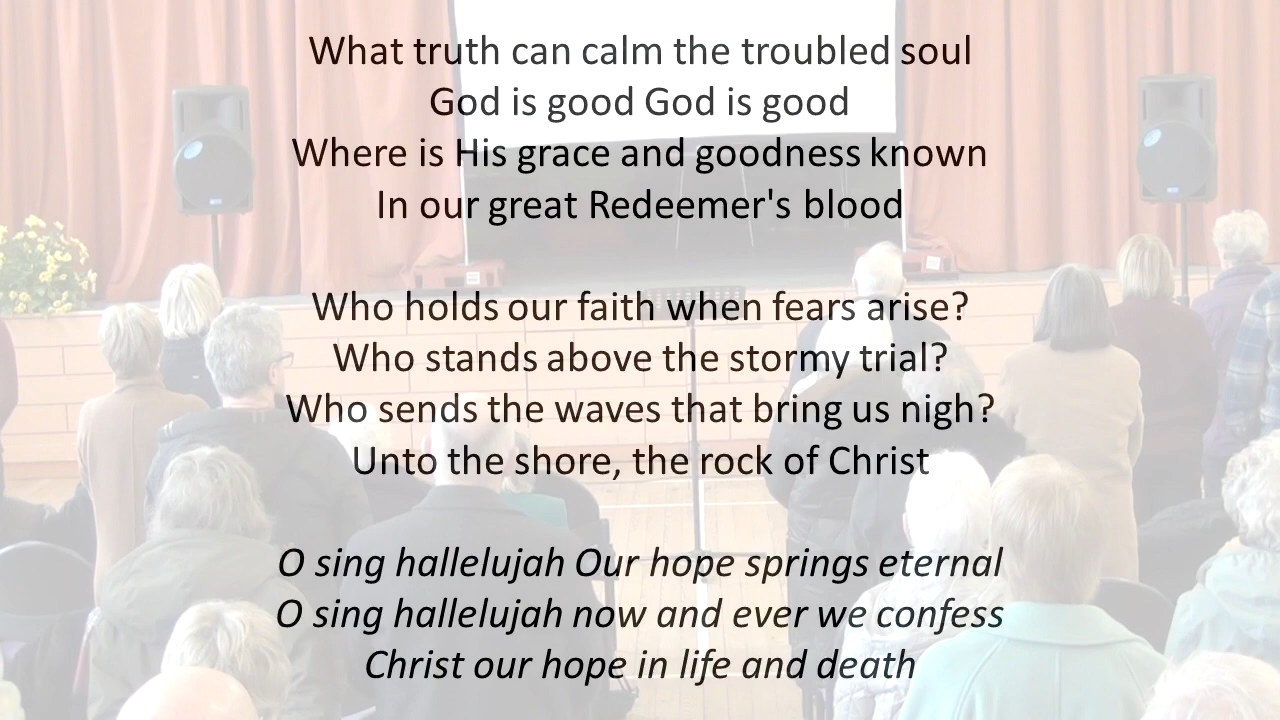 What truth can calm the troubled soul
God is good God is good
Where is His grace and goodness known
In our great Redeemer's blood
Who holds our faith when fears arise?
Who stands above the stormy trial?
Who sends the waves that bring us nigh?
Unto the shore, the rock of Christ
O sing hallelujah Our hope springs eternal
O sing hallelujah now and ever we confess
Christ our hope in life and death